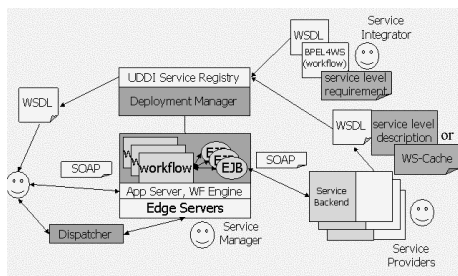 Service
Integrator
WSDL
BPEL4WS
(workflow)
service level
requirement
UDDI Service Registry
Deployment Manager
WSDL
WSDL
service level
description
or
WS-Cache
SOAP
workflow
EJB
SOAP
App Server, WF Engine
Edge Servers
Service
Manager
Dispatcher
Service
Backend
Service
Providers